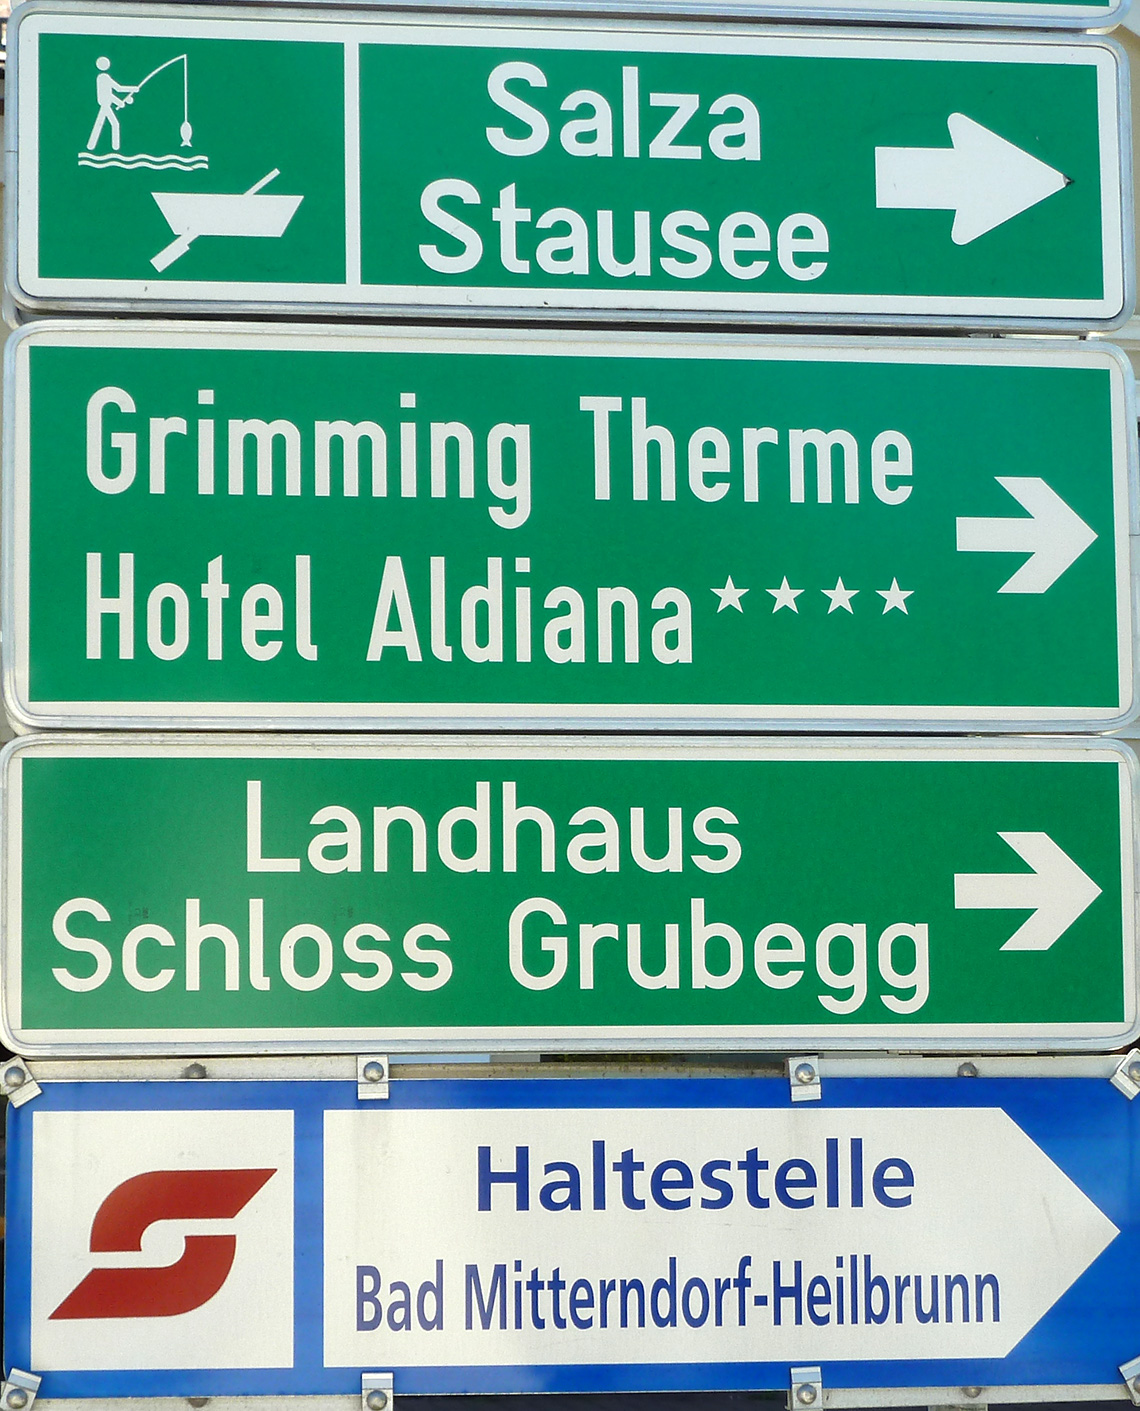 Salza
Stausee
Grimming Therme
Hotel Aldiana★★★★
Landhaus
Schloss Grubegg
Haltestelle
Bad Mitterndorf-Heilbrunn